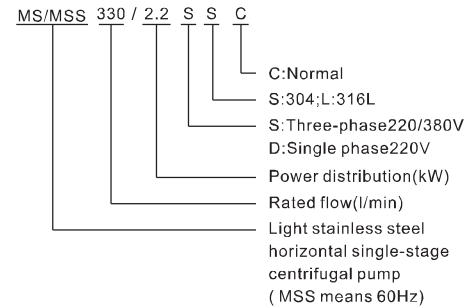 MS/MSS 330 / 2.2 S S C
C:Normal
S:304;L:316L
S:Three-phase220/380V
D:Single phase220V
Power distribution(kW)
Rated flow(l/min)
Light stainless steel
horizontal single-stage
centrifugal pump
( MSS means 60Hz)